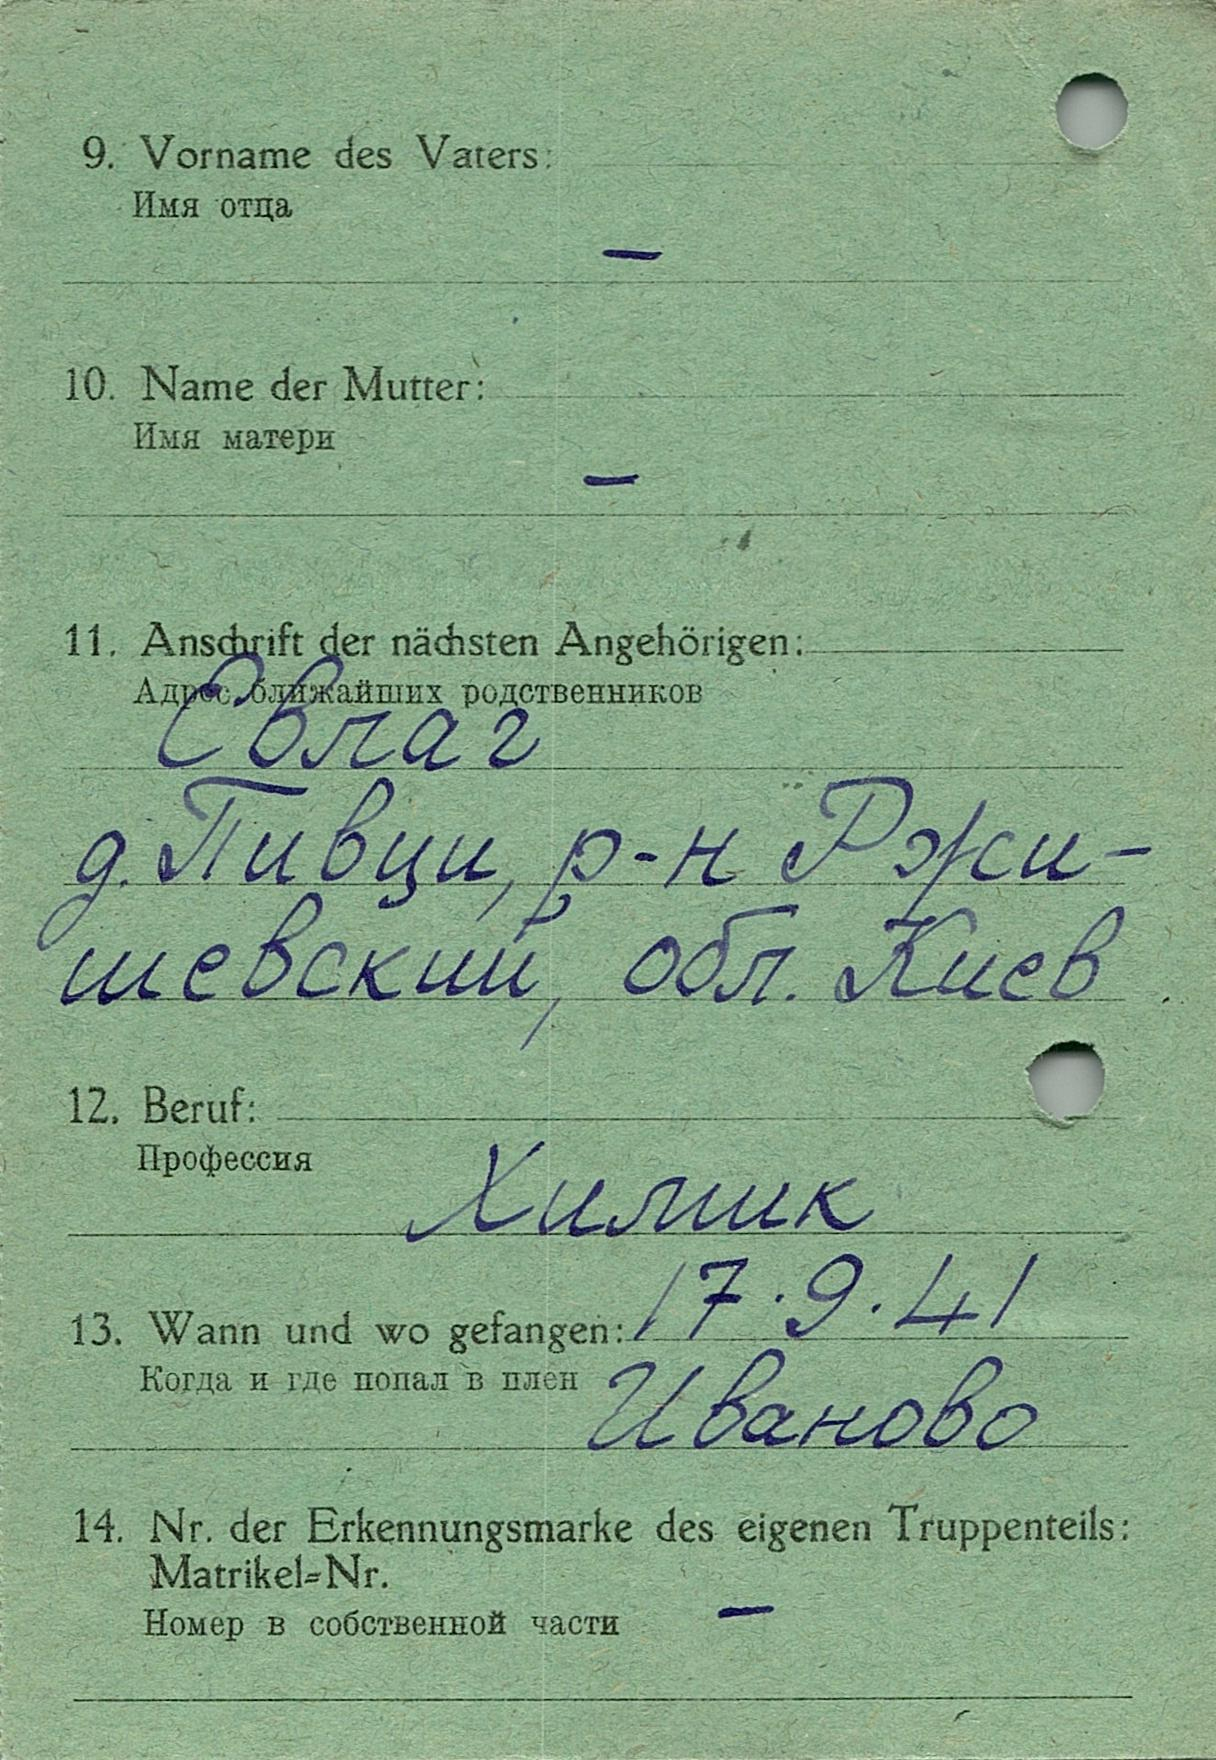 9. Vorname des Vaters:
Имя отца
—
10. Name der Mutter:
Имя матери
—
11. Anschrift der nächsten Angehörigen:
Адрес ближайших родственников
Евлаг
д. Пивци, р-н Ржи-
шевский, обл. Киев
12. Beruf:
Профессия
Химик
13. Wann und wo gefangen: 17.9.41
Когда и где попал в плен Иваново
14. Nr. der Erkennungsmarke des eigenen Truppenteils:
Matrikel=Nr.
Номер в собственной части —